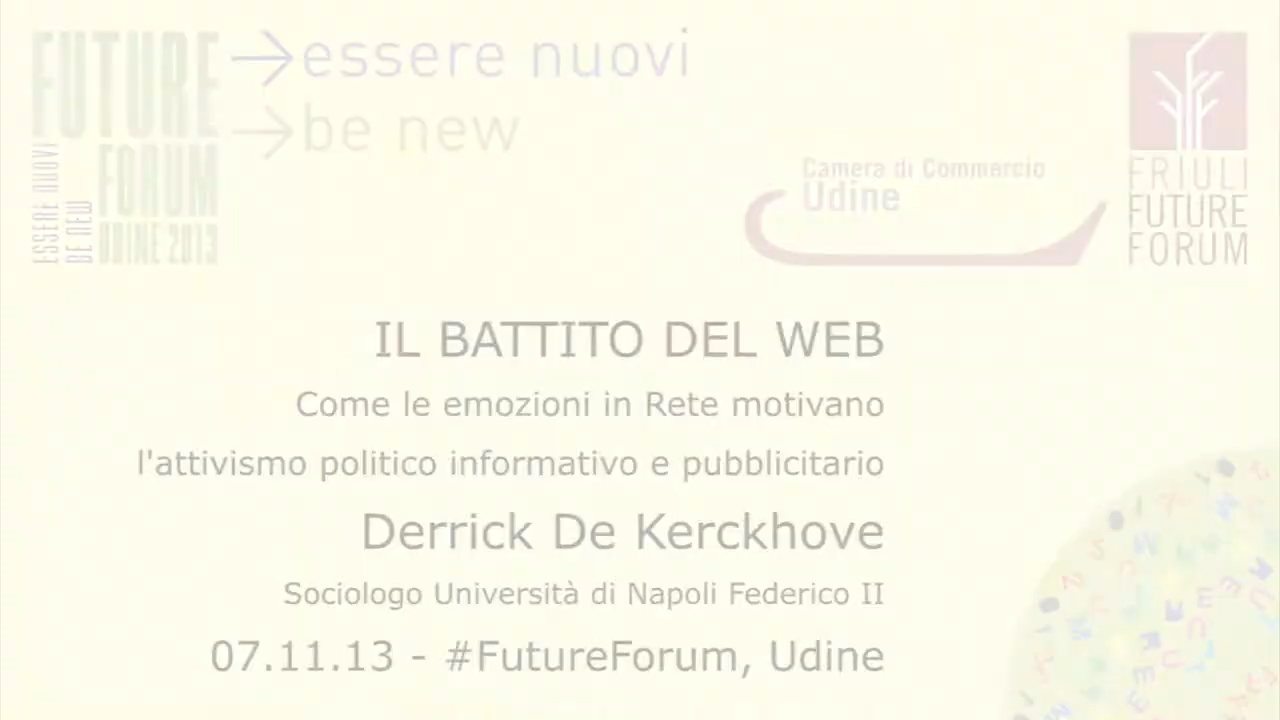 FUTURE
FORUM
UDINE 2013
ESSERE NUOVI
BE NEW
essere nuovi
be new
Camera di Commercio
Udine
FRIULI
FUTURE
FORUM
IL BATTITO DEL WEB
Come le emozioni in Rete motivano
l'attivismo politico informativo e pubblicitario
Derrick De Kerckhove
Sociologo Università di Napoli Federico II
07.11.13 - #FutureForum, Udine